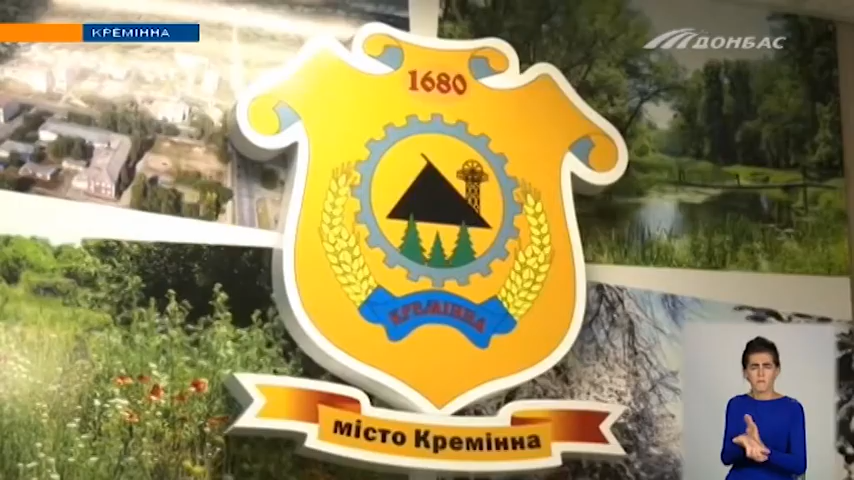 КРЕМІННА
ДОНБАС
1680
КРЕМІННА
місто Кремінна